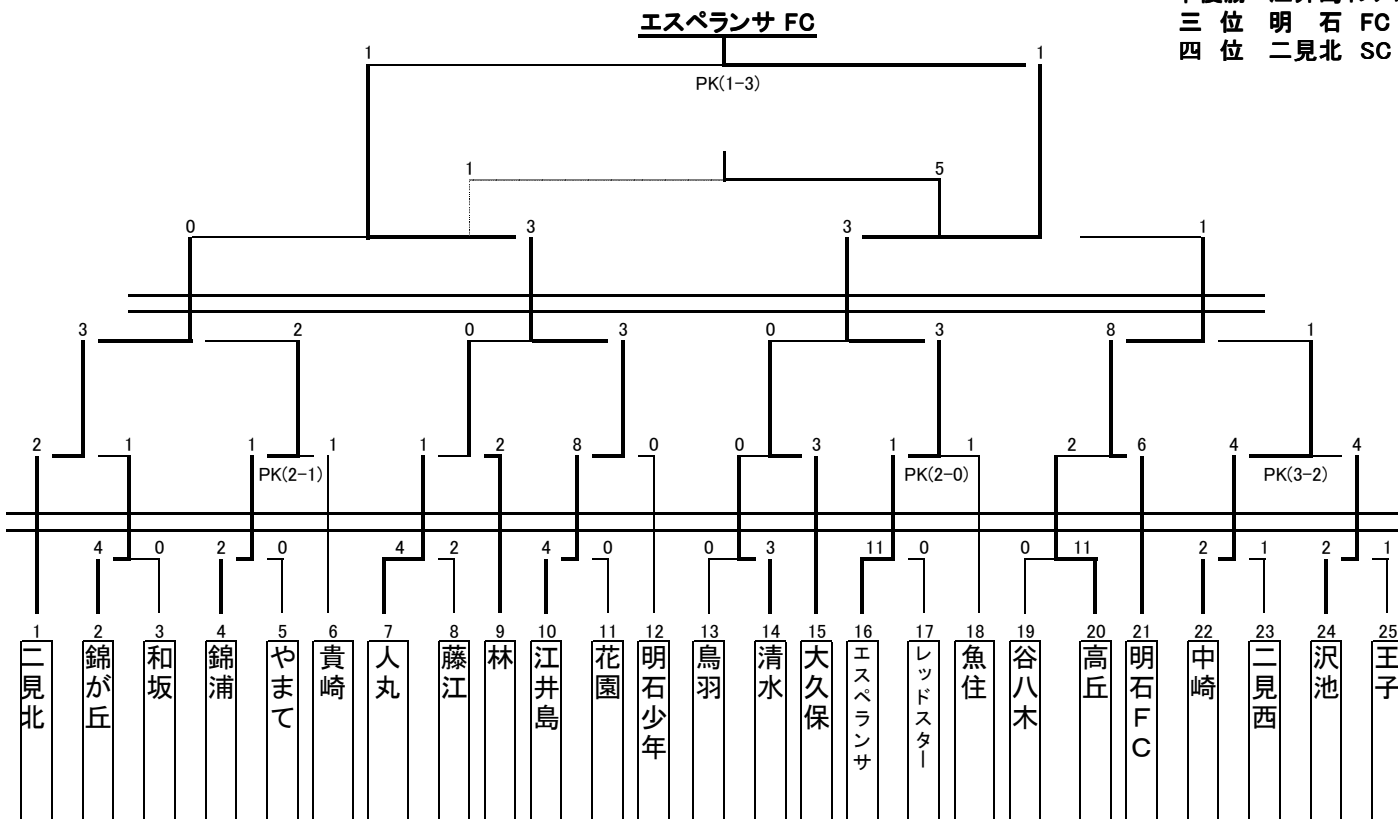 エスペランサ FC
三 位 明 石 FC
四 位 二見北 SC
1 1
PK(1-3)
1 5
0 3 3 1
3 2 0 3 0 3 8 1
2 1 1 1 1 2 8 0 0 3 1 1 2 6 4 4
PK(2-1) PK(2-0) PK(3-2)
4 0 2 0 4 2 4 0 0 3 11 0 0 11 2 1 2 1
1 2 3 4 5 6 7 8 9 10 11 12 13 14 15 16 17 18 19 20 21 22 23 24 25
二見北
錦が丘
和坂
錦浦
やまて
貴崎
人丸
藤江
林
江井島
花園
明石少年
鳥羽
清水
大久保
エスペランサ
レッドスター
魚住
谷八木
高丘
明石FC
中崎
二見西
沢池
王子